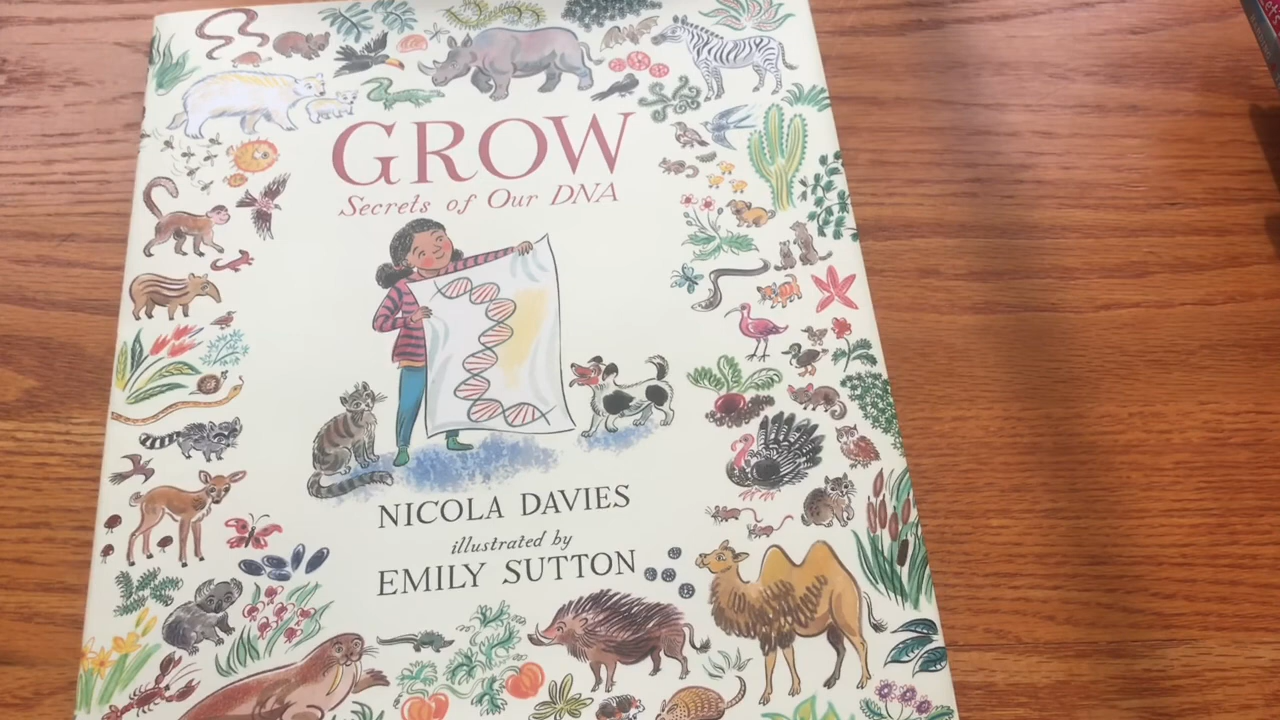 GROW
Secrets of Our DNA
NICOLA DAVIES
illustrated by
EMILY SUTTON